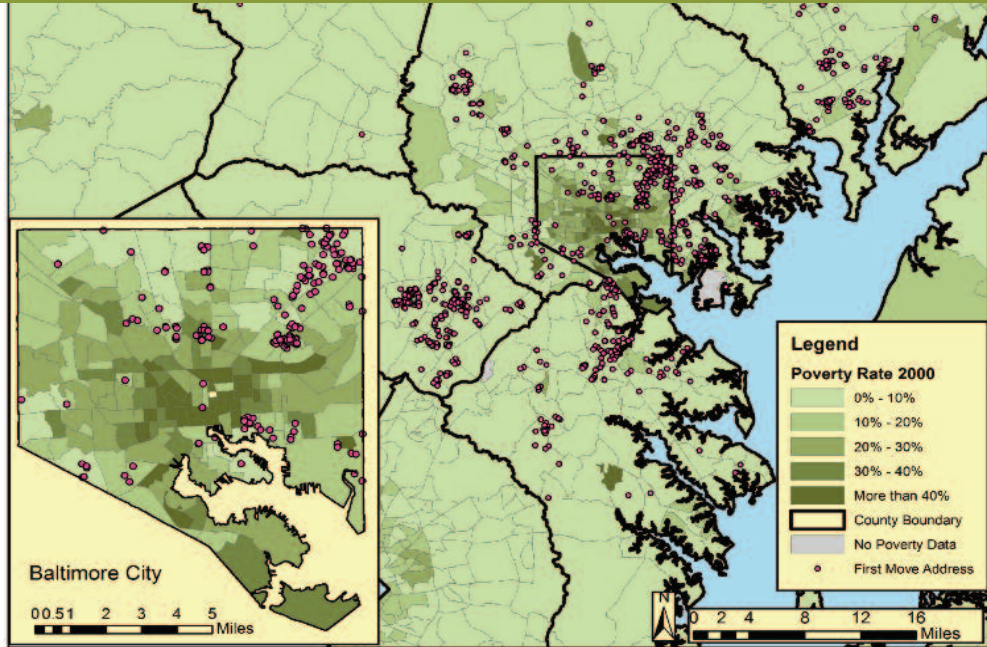 Baltimore City
0 0.5 1 2 3 4 5
Miles
Legend
Poverty Rate 2000
0% - 10%
10% - 20%
20% - 30%
30% - 40%
More than 40%
County Boundary
No Poverty Data
First Move Address
N
0 2 4 8 12 16
Miles